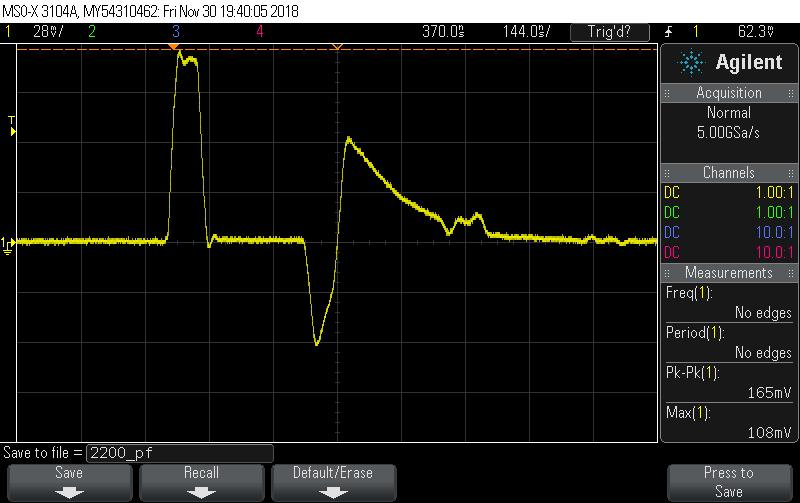 MSO-X 3104A, MY54310462: Fri Nov 30 19:40:05 2018
1 28mV/ 2 3 4 370.0ns 144.0ns/ Trig'd? 1 62.3mV
Agilent
Acquisition
Normal
5.00GSa/s
Channels
DC 1.00:1
DC 1.00:1
DC 10.0:1
DC 10.0:1
Measurements
Freq(1):
No edges
Period(1):
No edges
Pk-Pk(1):
165mV
Max(1):
108mV
T
1
Save to file = 2200_pf
Save Recall Default/Erase Press to
Save